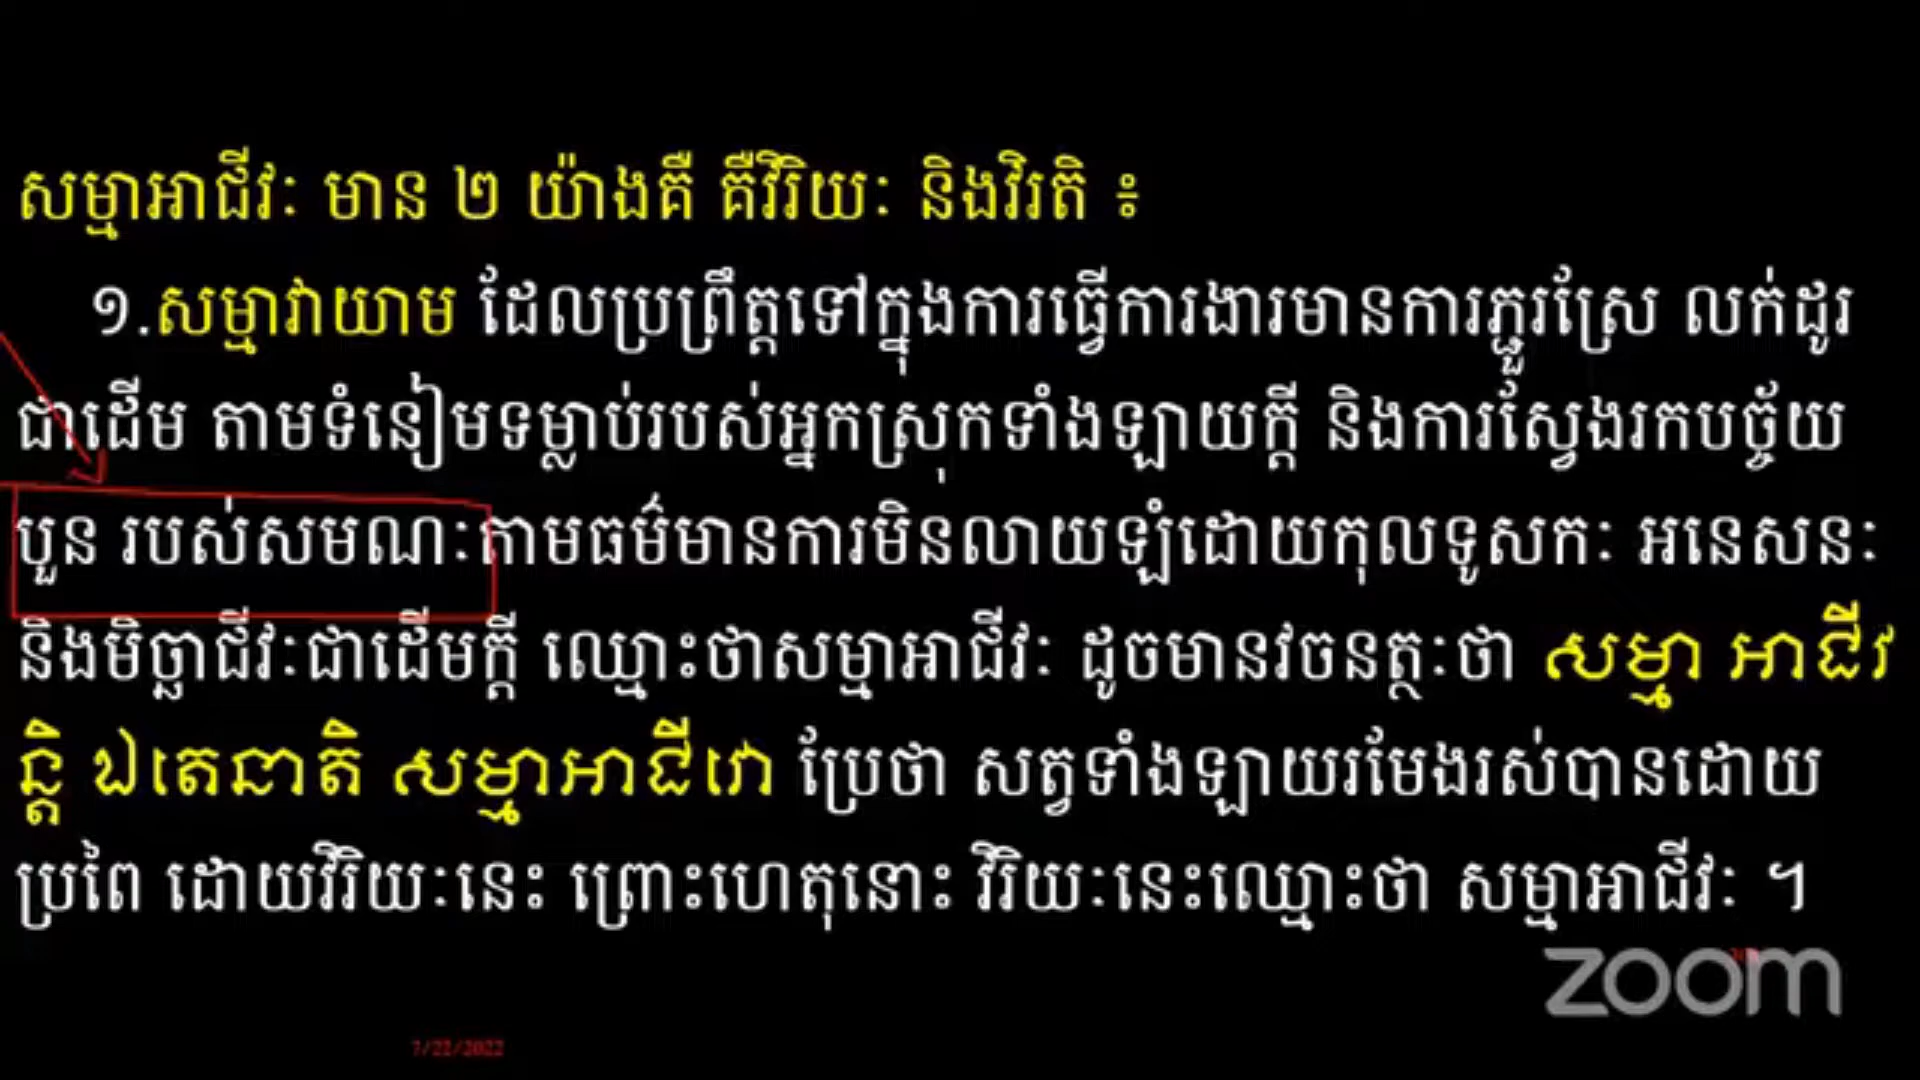 សម្មាអាជីវៈ មាន ២ យ៉ាងគឺ គឺវិរិយៈ និងវិរតិ ៖
១.សម្មាវាយាម ដែលប្រព្រឹត្តទៅក្នុងការធ្វើការងារមានការភ្ជួរស្រែ លក់ដូរ
ជាដើម តាមទំនៀមទម្លាប់របស់អ្នកស្រុកទាំងឡាយក្តី និងការស្វែងរកបច្ច័យ
បួន របស់សមណៈតាមធម៌មានការមិនលាយឡំដោយកុលទូសកៈ អនេសនៈ
និងមិច្ឆាជីវៈជាដើមក្តី ឈ្មោះថាសម្មាអាជីវៈ ដូចមានវចនត្ថៈថា សម្មា អាជីវ
ន្តិ ឯតេនាតិ សម្មាអាជីវោ ប្រែថា សត្វទាំងឡាយរមែងរស់បានដោយ
ប្រពៃ ដោយវិរិយៈនេះ ព្រោះហេតុនោះ វិរិយៈនេះឈ្មោះថា សម្មាអាជីវៈ ។
zoom
7/22/2022